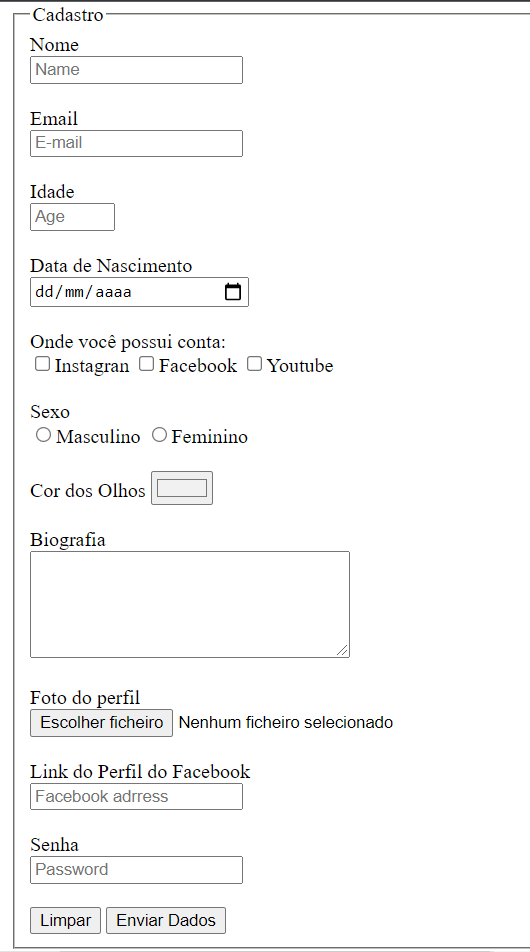 Cadastro
Nome
Name
Email
E-mail
Idade
Age
Data de Nascimento
dd/mm/aaaa
Onde você possui conta:
Instagran Facebook Youtube
Sexo
Masculino Feminino
Cor dos Olhos
Biografia
Foto do perfil
Escolher ficheiro Nenhum ficheiro selecionado
Link do Perfil do Facebook
Facebook adrress
Senha
Password
Limpar Enviar Dados